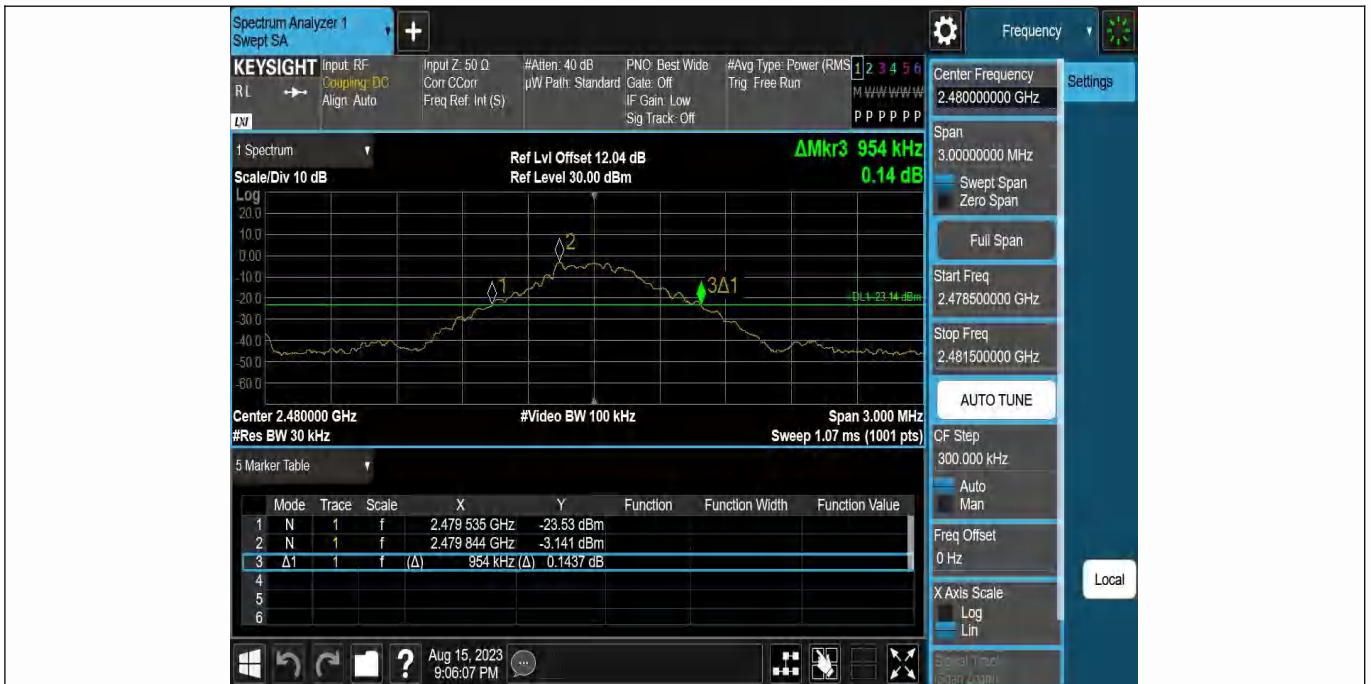 Spectrum Analyzer 1
Swept SA
+
Frequency
KEYSIGHT
RL
LXI
Input: RF
Coupling: DC
Align: Auto
Input Z: 50 Ω
Corr CCorr
Freq Ref: Int (S)
#Atten: 40 dB
µW Path: Standard
PNO: Best Wide
Gate: Off
IF Gain: Low
Sig Track: Off
#Avg Type: Power (RMS
Trig: Free Run
1 2 3 4 5 6
M W W W W W
P P P P P P
1 Spectrum
Scale/Div 10 dB
Ref Lvl Offset 12.04 dB
Ref Level 30.00 dBm
ΔMkr3 954 kHz
0.14 dB
Log
20.0
10.0
0.00
-10.0
-20.0
-30.0
-40.0
-50.0
-60.0
1
2
3Δ1
DL1 -23.14 dBm
Center 2.480000 GHz
#Res BW 30 kHz
#Video BW 100 kHz
Span 3.000 MHz
Sweep 1.07 ms (1001 pts)
5 Marker Table
Mode Trace Scale X Y Function Function Width Function Value
1 N 1 f 2.479 535 GHz -23.53 dBm
2 N 1 f 2.479 844 GHz -3.141 dBm
3 Δ1 1 f (Δ) 954 kHz (Δ) 0.1437 dB
4
5
6
Aug 15, 2023
9:06:07 PM
?
Center Frequency
2.480000000 GHz
Settings
Span
3.00000000 MHz
Swept Span
Zero Span
Full Span
Start Freq
2.478500000 GHz
Stop Freq
2.481500000 GHz
AUTO TUNE
CF Step
300.000 kHz
Auto
Man
Freq Offset
0 Hz
X Axis Scale
Log
Lin
Signal Track
(Span Zoom)
Local